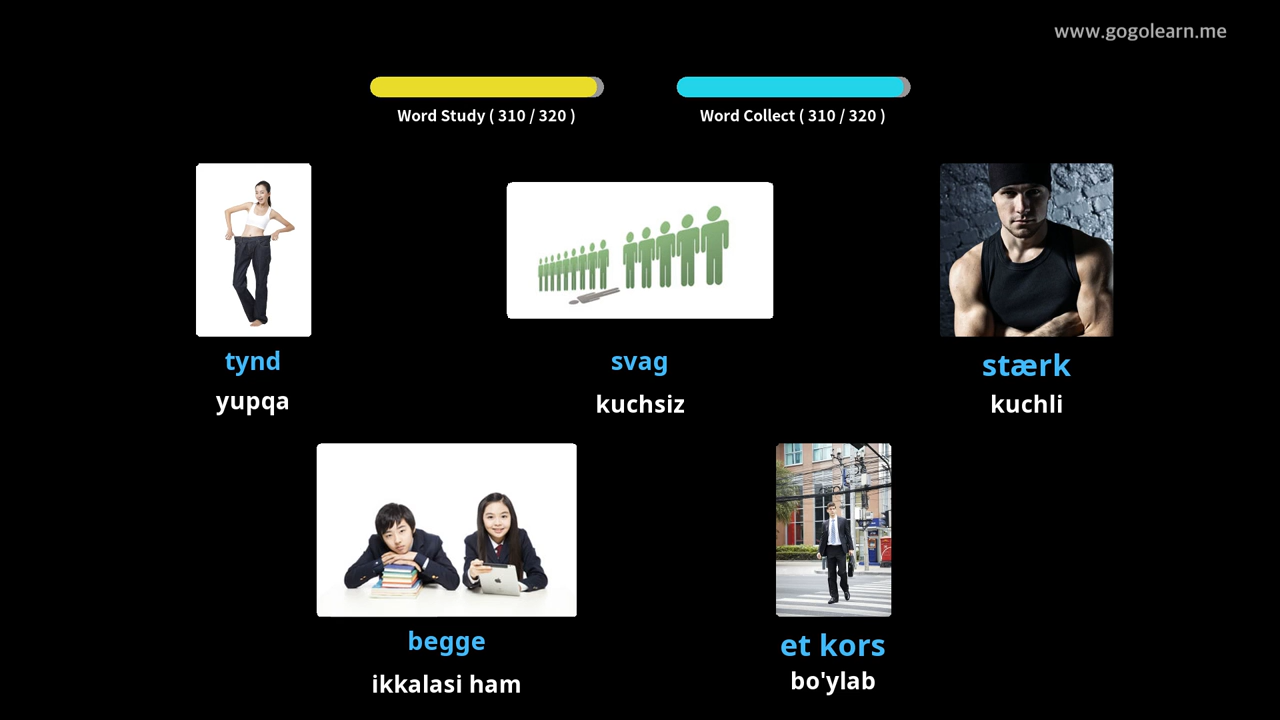 www.gogolearn.me
Word Study ( 310 / 320 )
Word Collect ( 310 / 320 )
tynd
svag
stærk
yupqa
kuchsiz
kuchli
begge
et kors
ikkalasi ham
bo'ylab